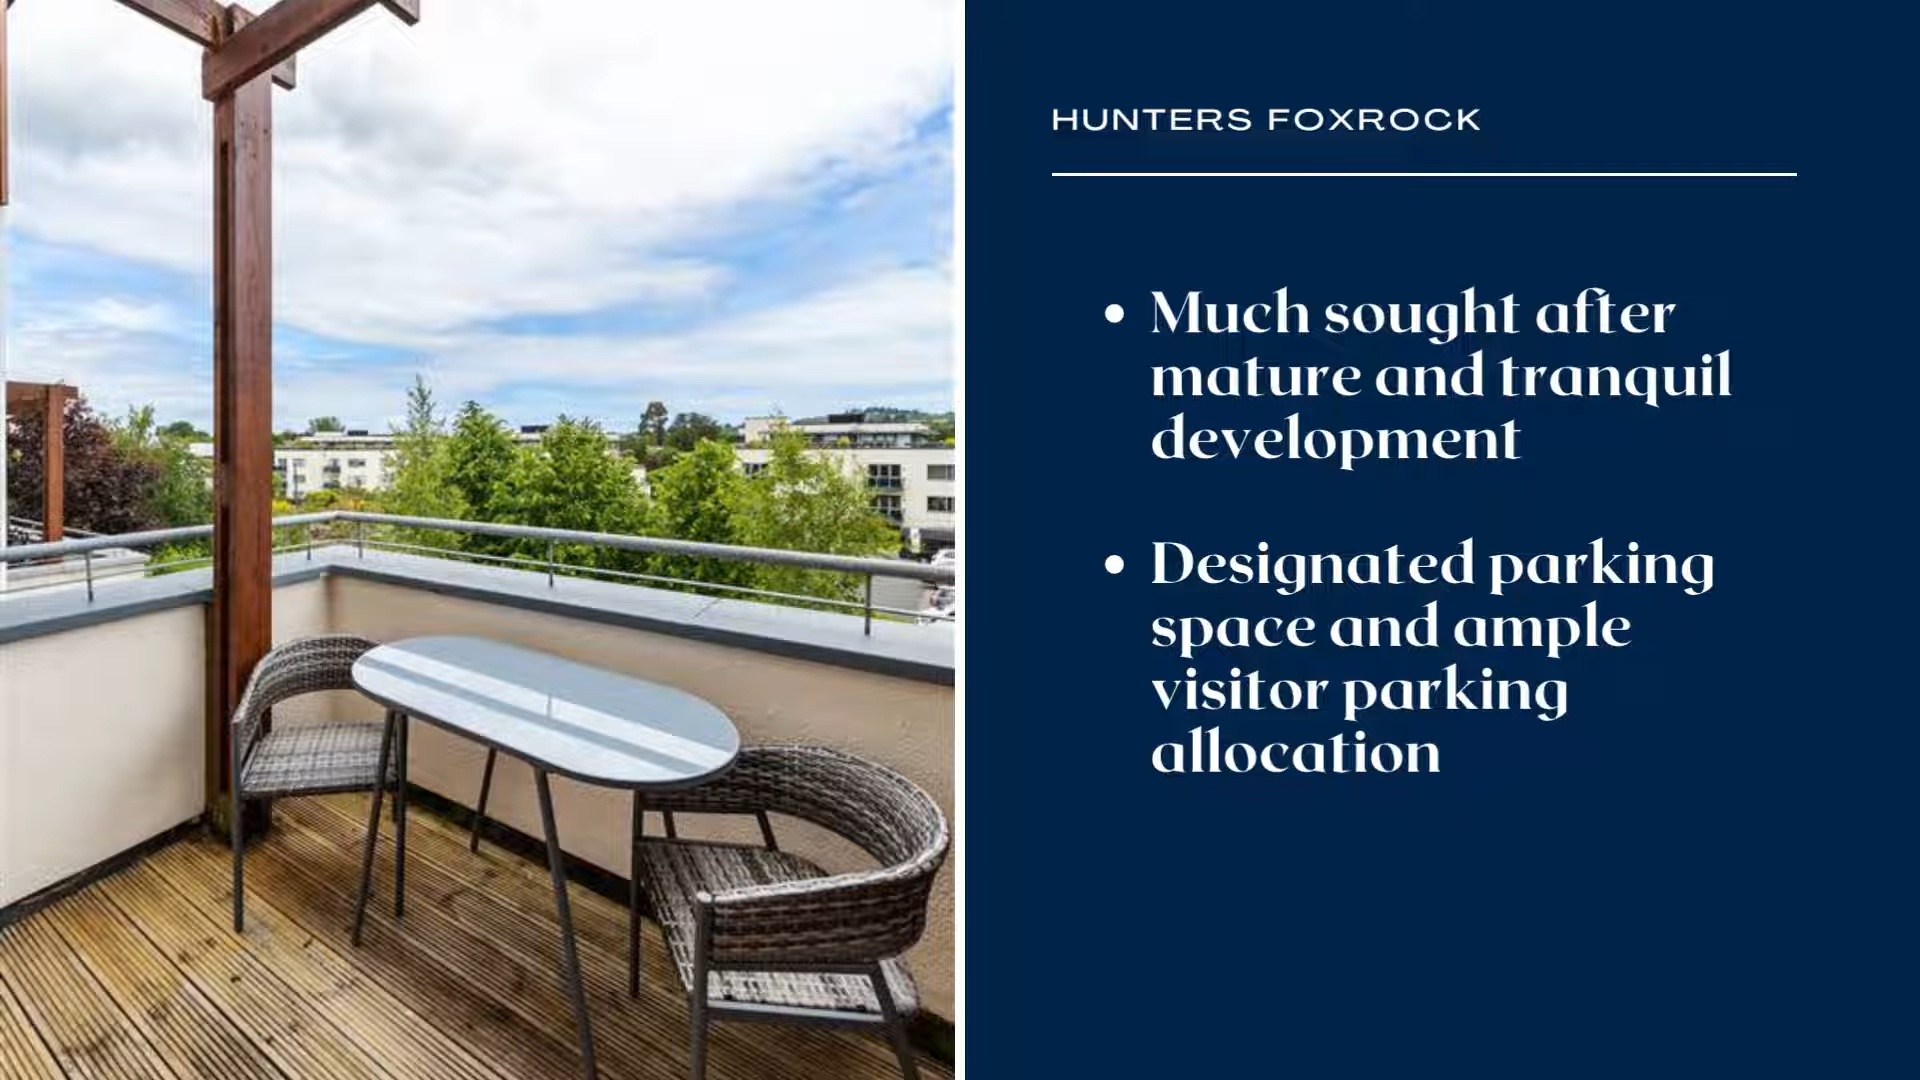 HUNTERS FOXROCK
• Much sought after
mature and tranquil
development
• Designated parking
space and ample
visitor parking
allocation